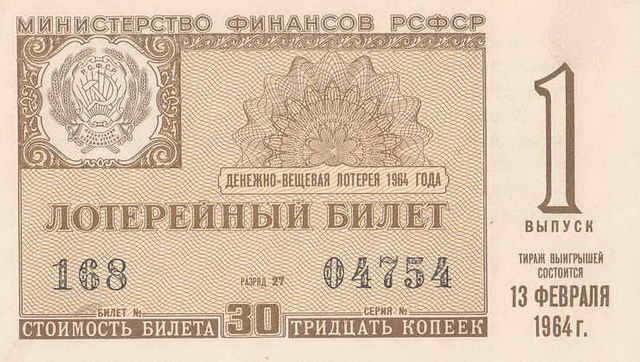 МИНИСТЕРСТВО ФИНАНСОВ РСФСР
РСФСР
ДЕНЕЖНО-ВЕЩЕВАЯ ЛОТЕРЕЯ 1964 ГОДА
ЛОТЕРЕЙНЫЙ БИЛЕТ
168
РАЗРЯД 27
04754
БИЛЕТ №
СЕРИЯ №
СТОИМОСТЬ БИЛЕТА 30 ТРИДЦАТЬ КОПЕЕК
1
ВЫПУСК
ТИРАЖ ВЫИГРЫШЕЙ
СОСТОИТСЯ
13 ФЕВРАЛЯ
1964 г.